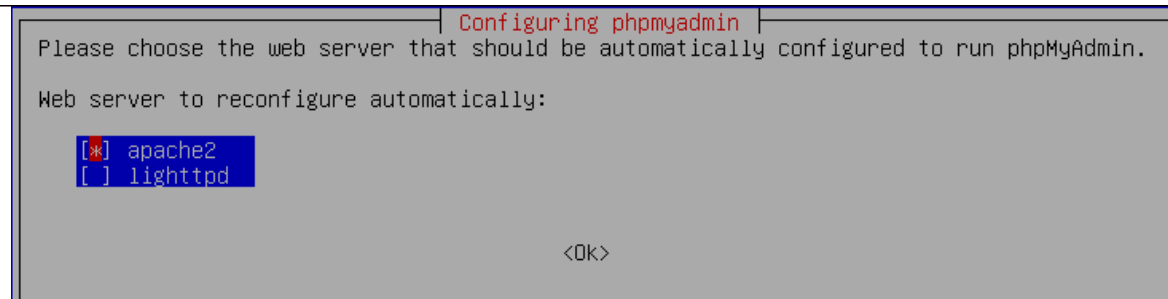 Configuring phpmyadmin
Please choose the web server that should be automatically configured to run phpMyAdmin.
Web server to reconfigure automatically:
[*] apache2
[ ] lighttpd
<Ok>